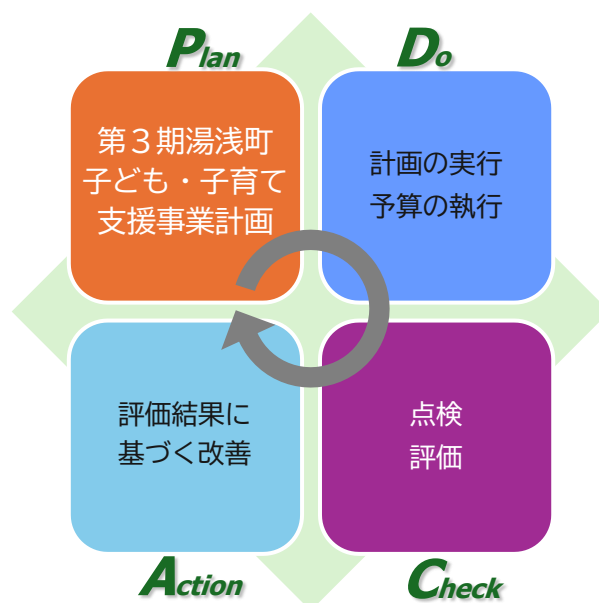 Plan
Do
第３期湯浅町
子ども・子育て
支援事業計画
計画の実行
予算の執行
評価結果に
基づく改善
点検
評価
Action
Check